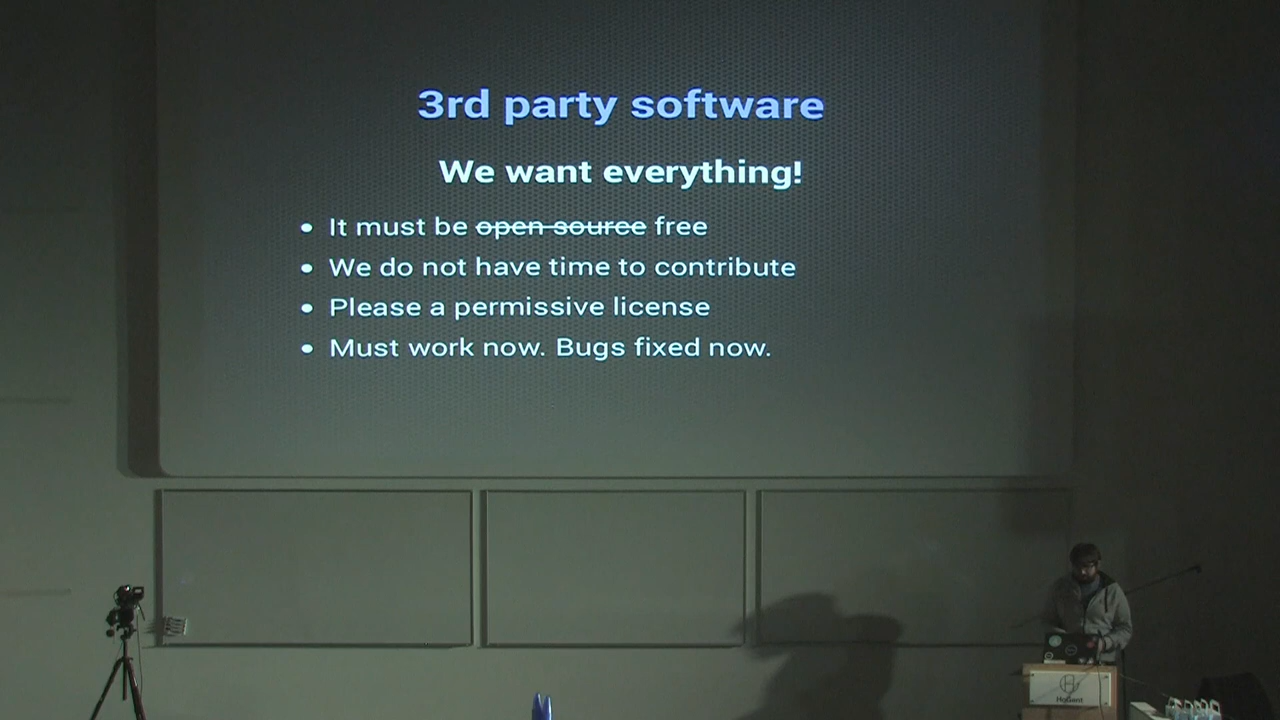 3rd party software
We want everything!
It must be open source free
We do not have time to contribute
Please a permissive license
Must work now. Bugs fixed now.
HoGent